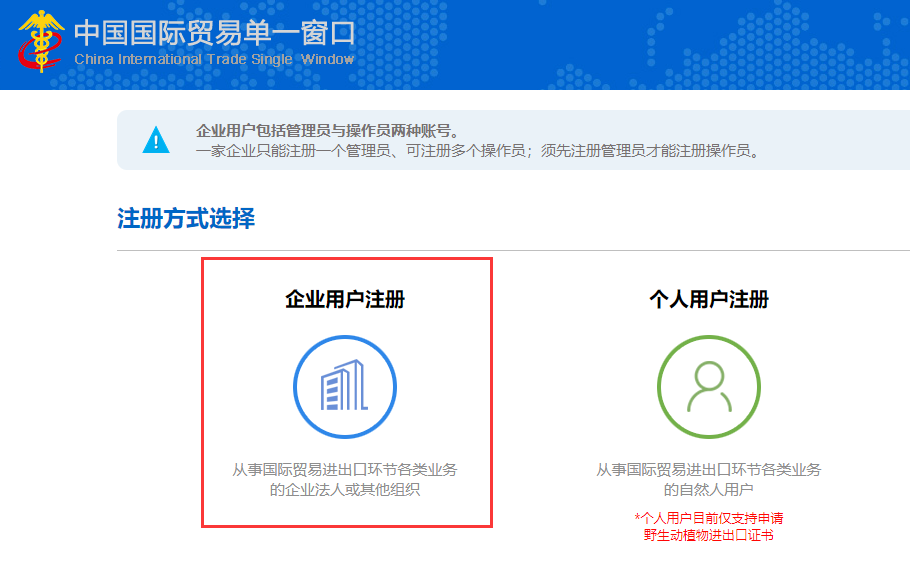 中国国际贸易单一窗口
China International Trade Single Window
企业用户包括管理员与操作员两种账号。
一家企业只能注册一个管理员、可注册多个操作员；须先注册管理员才能注册操作员。
注册方式选择
企业用户注册
从事国际贸易进出口环节各类业务
的企业法人或其他组织
个人用户注册
从事国际贸易进出口环节各类业务
的自然人用户
*个人用户目前仅支持申请
野生动植物进出口证书